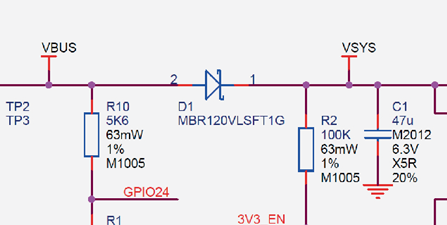 VBUS
VSYS
2
1
TP2
TP3
R10
5K6
63mW
1%
M1005
D1
MBR120VLSFT1G
R2
100K
63mW
1%
M1005
C1
47u
M2012
6.3V
X5R
20%
GPIO24
R1
3V3_EN